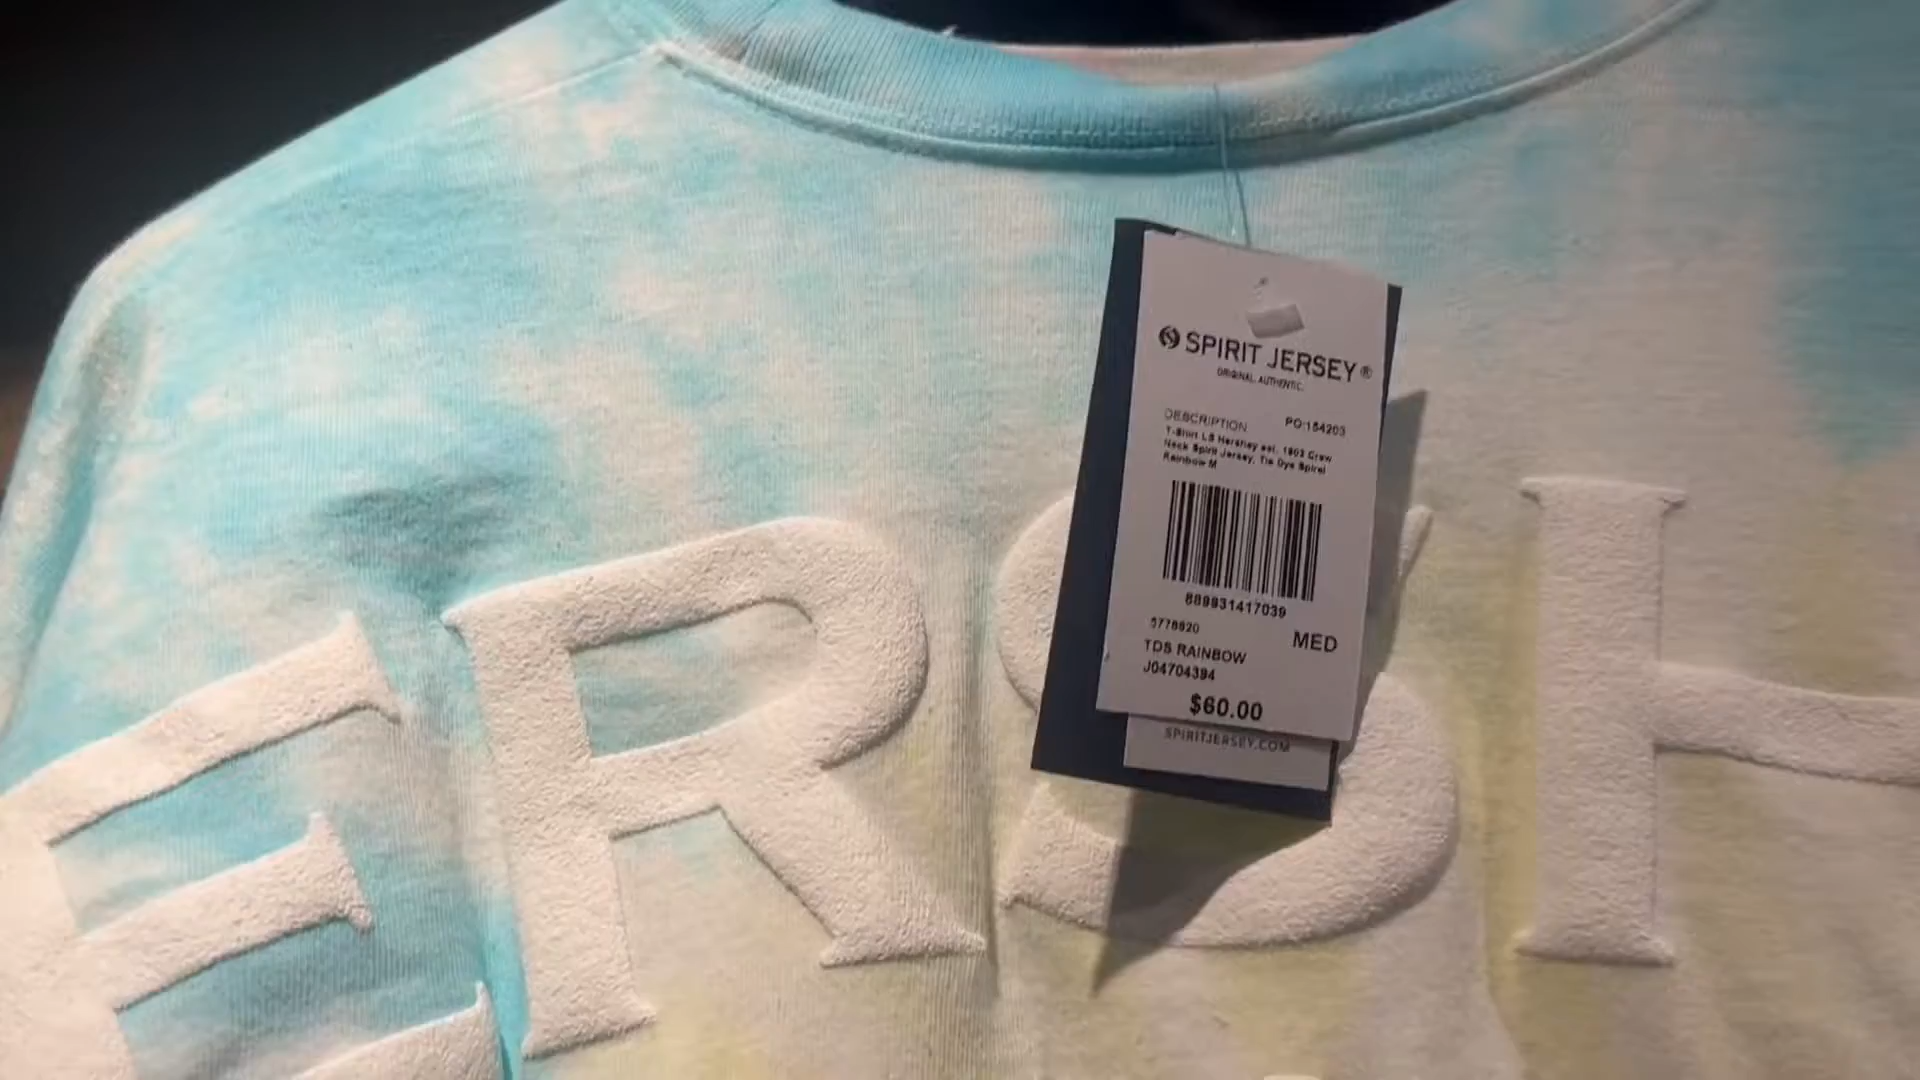 SPIRIT JERSEY®
ORIGINAL. AUTHENTIC.
DESCRIPTION PO:154203
T-Shirt LS Hershey est. 1903 Crew
Neck Spirit Jersey, Tie Dye Spiral
Rainbow M
889931417039
5778920
MED
TDS RAINBOW
J04704394
$60.00
SPIRITJERSEY.COM
ERSH